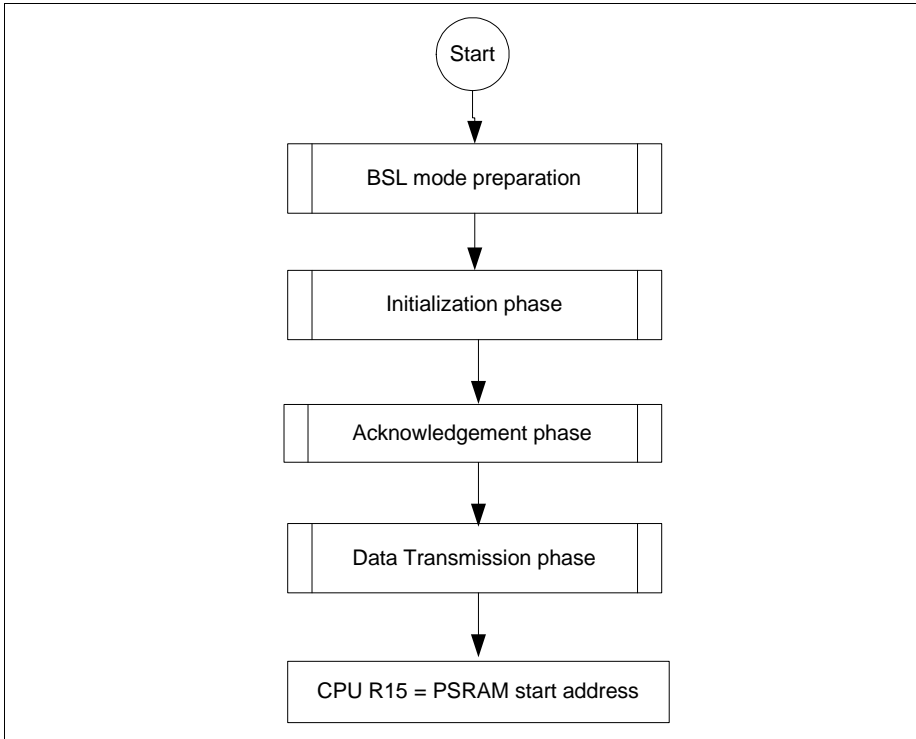 Start
BSL mode preparation
Initialization phase
Acknowledgement phase
Data Transmission phase
CPU R15 = PSRAM start address